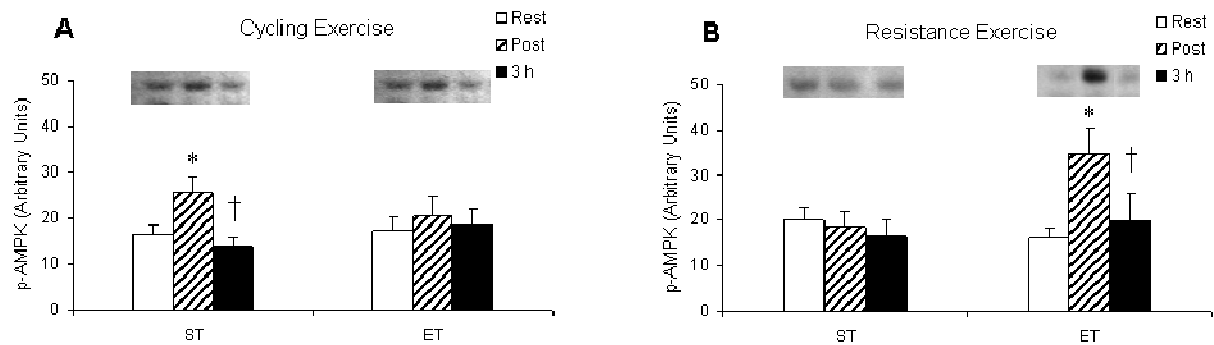 A
Cycling Exercise
Rest
Post
3 h
p-AMPK (Arbitrary Units)
50
40
30
20
10
0
*
†
ST
ET
B
Resistance Exercise
Rest
Post
3 h
p-AMPK (Arbitrary Units)
50
40
30
20
10
0
*
†
ST
ET